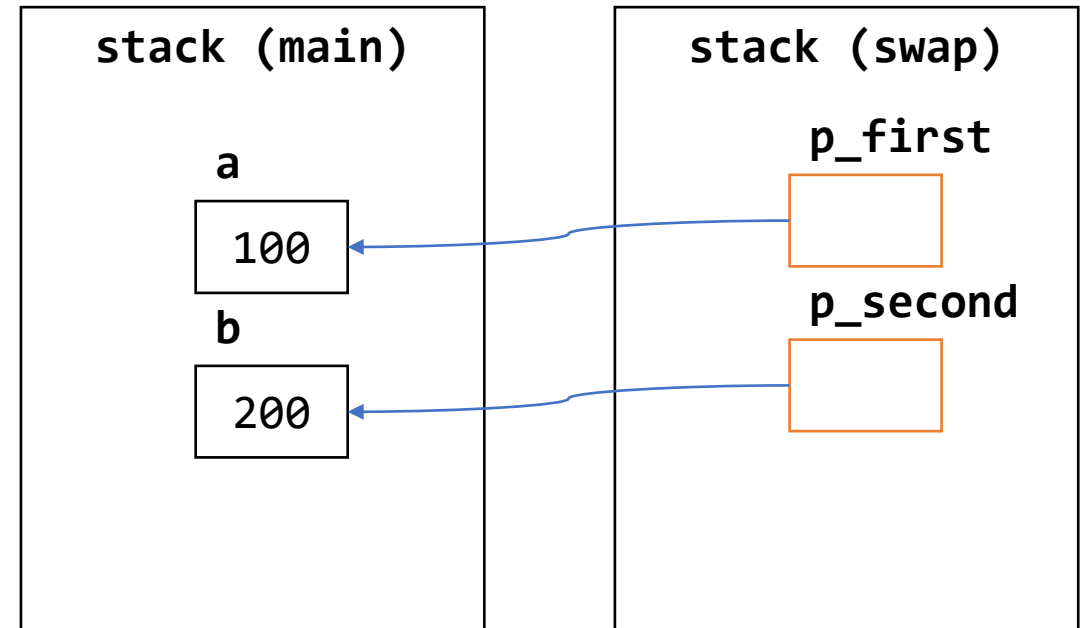 stack (main)
a
100
b
200
stack (swap)
p_first
p_second